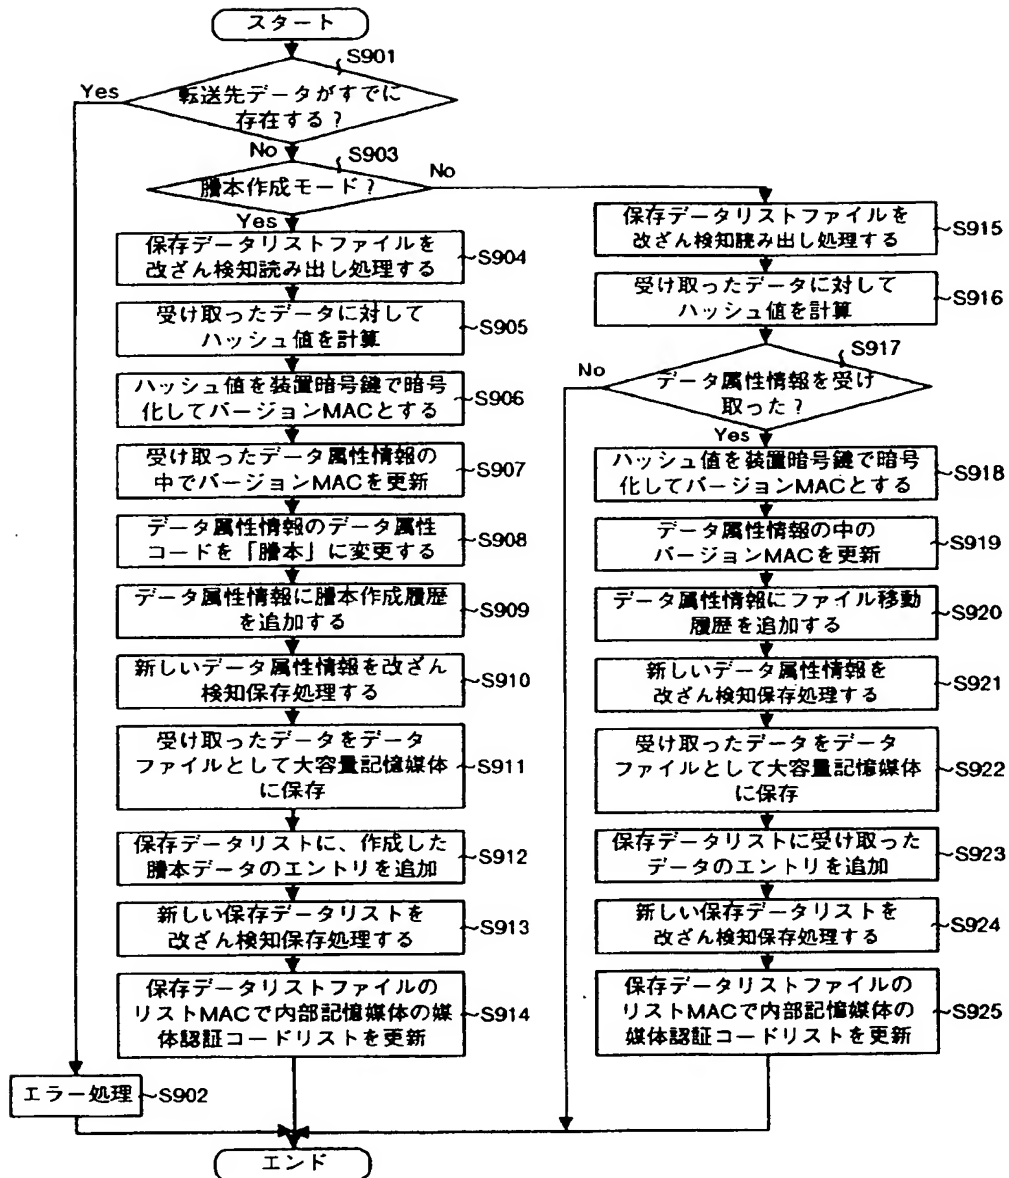 スタート
S901
Yes
転送先データがすでに
存在する?
No
S903
謄本作成モード?
No
Yes
保存データリストファイルを
改ざん検知読み出し処理する
S904
受け取ったデータに対して
ハッシュ値を計算
S905
ハッシュ値を装置暗号鍵で暗号
化してバージョンMACとする
S906
受け取ったデータ属性情報の
中でバージョンMACを更新
S907
データ属性情報のデータ属性
コードを「謄本」に変更する
S908
データ属性情報に謄本作成履歴
を追加する
S909
新しいデータ属性情報を改ざん
検知保存処理する
S910
受け取ったデータをデータ
ファイルとして大容量記憶媒体
に保存
S911
保存データリストに、作成した
謄本データのエントリを追加
S912
新しい保存データリストを
改ざん検知保存処理する
S913
保存データリストファイルの
リストMACで内部記憶媒体の媒
体認証コードリストを更新
S914
保存データリストファイルを
改ざん検知読み出し処理する
S915
受け取ったデータに対して
ハッシュ値を計算
S916
S917
No
データ属性情報を受け
取った?
Yes
ハッシュ値を装置暗号鍵で暗号
化してバージョンMACとする
S918
データ属性情報の中の
バージョンMACを更新
S919
データ属性情報にファイル移動
履歴を追加する
S920
新しいデータ属性情報を
改ざん検知保存処理する
S921
受け取ったデータをデータ
ファイルとして大容量記憶媒体
に保存
S922
保存データリストに受け取った
データのエントリを追加
S923
新しい保存データリストを
改ざん検知保存処理する
S924
保存データリストファイルの
リストMACで内部記憶媒体の
媒体認証コードリストを更新
S925
エラー処理
S902
エンド